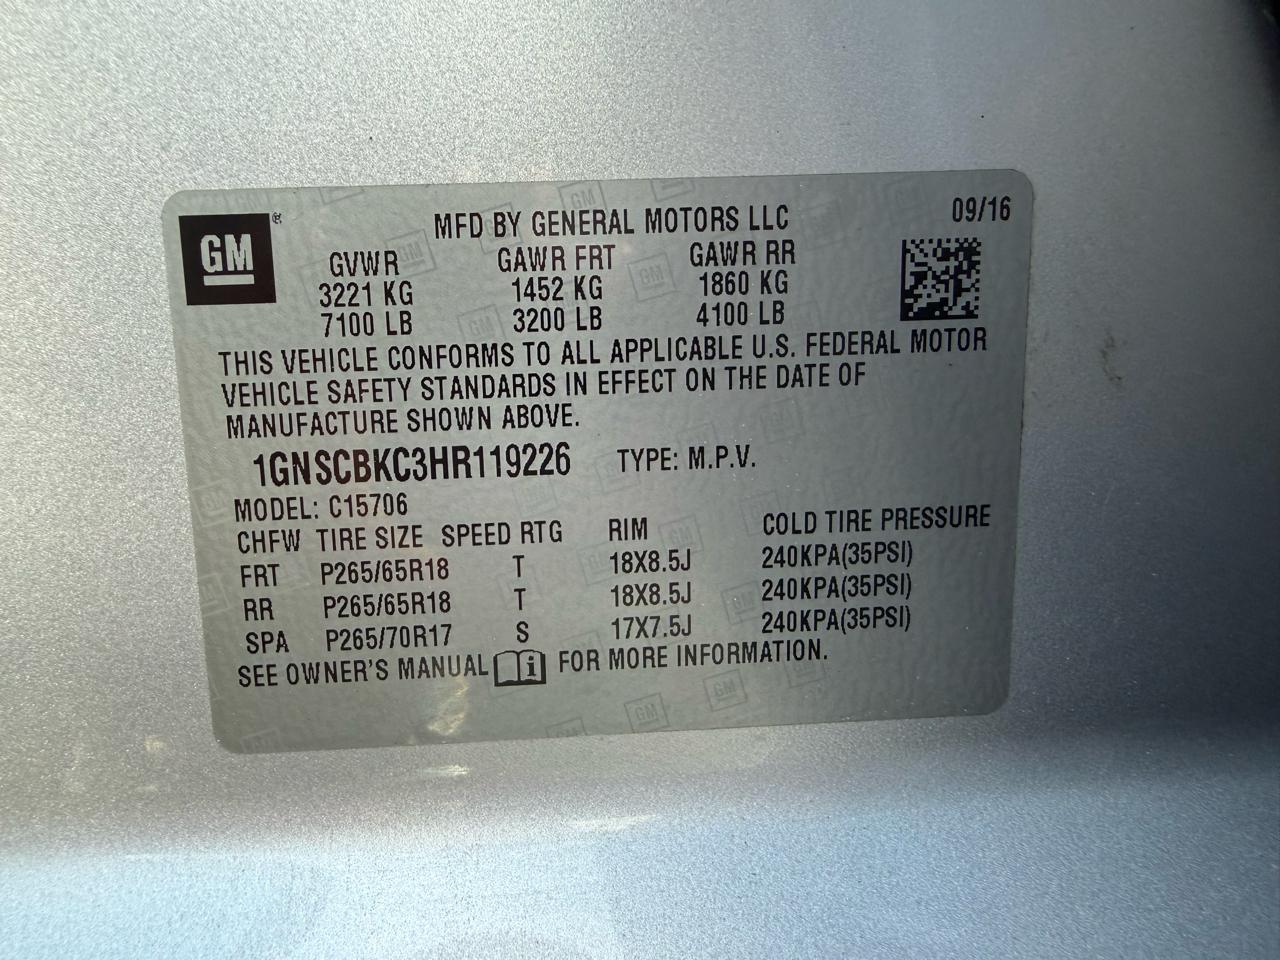 GM®
09/16
MFD BY GENERAL MOTORS LLC
GVWR GAWR FRT GAWR RR
3221 KG 1452 KG 1860 KG
7100 LB 3200 LB 4100 LB
THIS VEHICLE CONFORMS TO ALL APPLICABLE U.S. FEDERAL MOTOR
VEHICLE SAFETY STANDARDS IN EFFECT ON THE DATE OF
MANUFACTURE SHOWN ABOVE.
1GNSCBKC3HR119226 TYPE: M.P.V.
MODEL: C15706
CHFW TIRE SIZE SPEED RTG RIM COLD TIRE PRESSURE
FRT P265/65R18 T 18X8.5J 240KPA(35PSI)
RR P265/65R18 T 18X8.5J 240KPA(35PSI)
SPA P265/70R17 S 17X7.5J 240KPA(35PSI)
SEE OWNER'S MANUAL i FOR MORE INFORMATION.